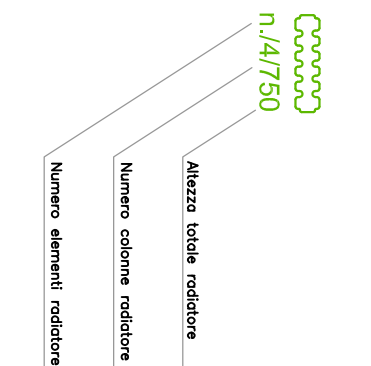 n./4/750
Altezza totale radiatore
Numero colonne radiatore
Numero elementi radiatore